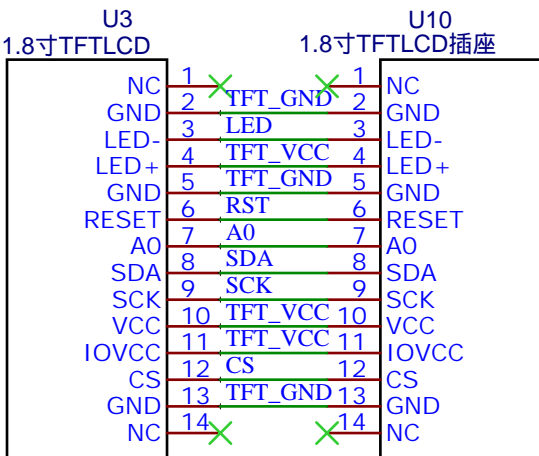 U3 U10
1.8寸TFTLCD 1.8寸TFTLCD插座
NC 1 1 NC
GND 2 TFT_GND 2 GND
LED- 3 LED 3 LED-
LED+ 4 TFT_VCC 4 LED+
GND 5 TFT_GND 5 GND
RESET 6 RST 6 RESET
A0 7 A0 7 A0
SDA 8 SDA 8 SDA
SCK 9 SCK 9 SCK
VCC 10 TFT_VCC 10 VCC
IOVCC 11 TFT_VCC 11 IOVCC
CS 12 CS 12 CS
GND 13 TFT_GND 13 GND
NC 14 14 NC